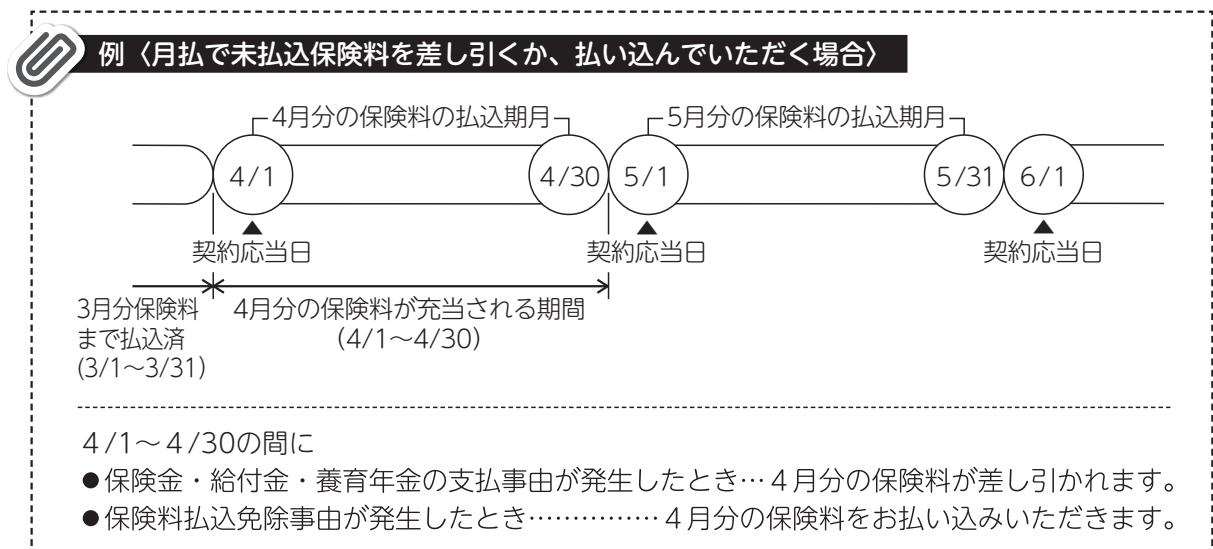 例〈月払で未払込保険料を差し引くか、払い込んでいただく場合〉
4月分の保険料の払込期月 5月分の保険料の払込期月
4/1 4/30 5/1 5/31 6/1
契約応当日 契約応当日 契約応当日
3月分保険料 4月分の保険料が充当される期間
まで払込済 (4/1〜4/30)
(3/1〜3/31)
4/1〜4/30の間に
●保険金・給付金・養育年金の支払事由が発生したとき…4月分の保険料が差し引かれます。
●保険料払込免除事由が発生したとき……………4月分の保険料をお払い込みいただきます。